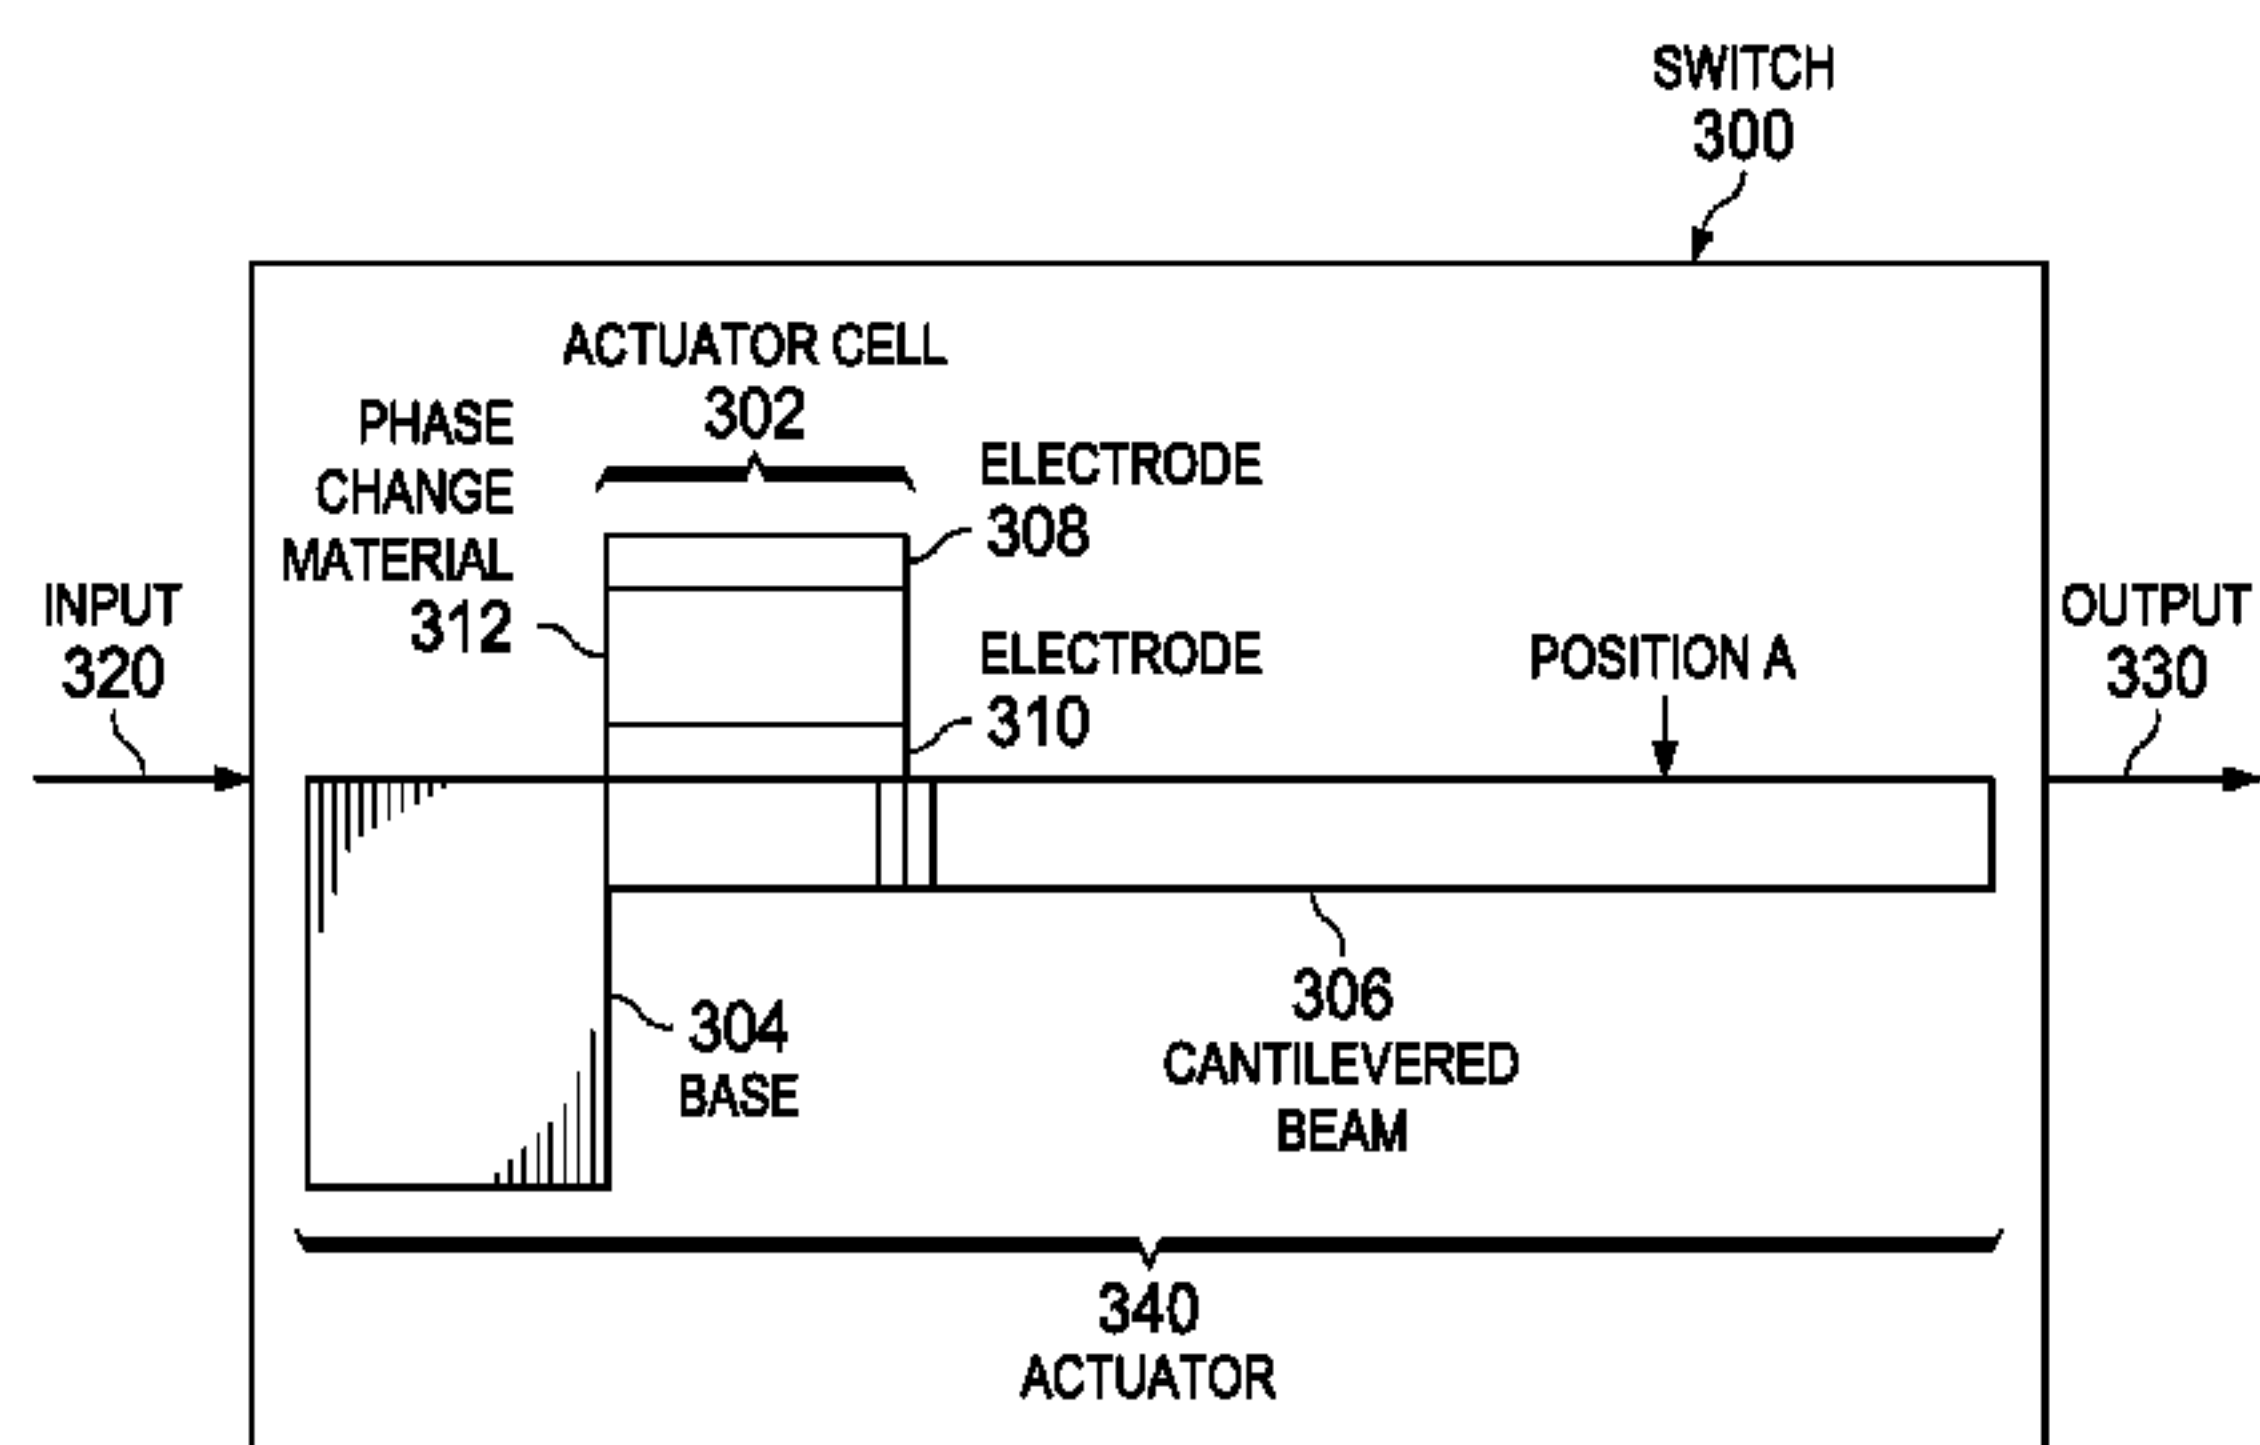 SWITCH
300
ACTUATOR CELL
302
PHASE
CHANGE
MATERIAL
312
ELECTRODE
308
ELECTRODE
310
INPUT
320
POSITION A
OUTPUT
330
304
BASE
306
CANTILEVERED
BEAM
340
ACTUATOR